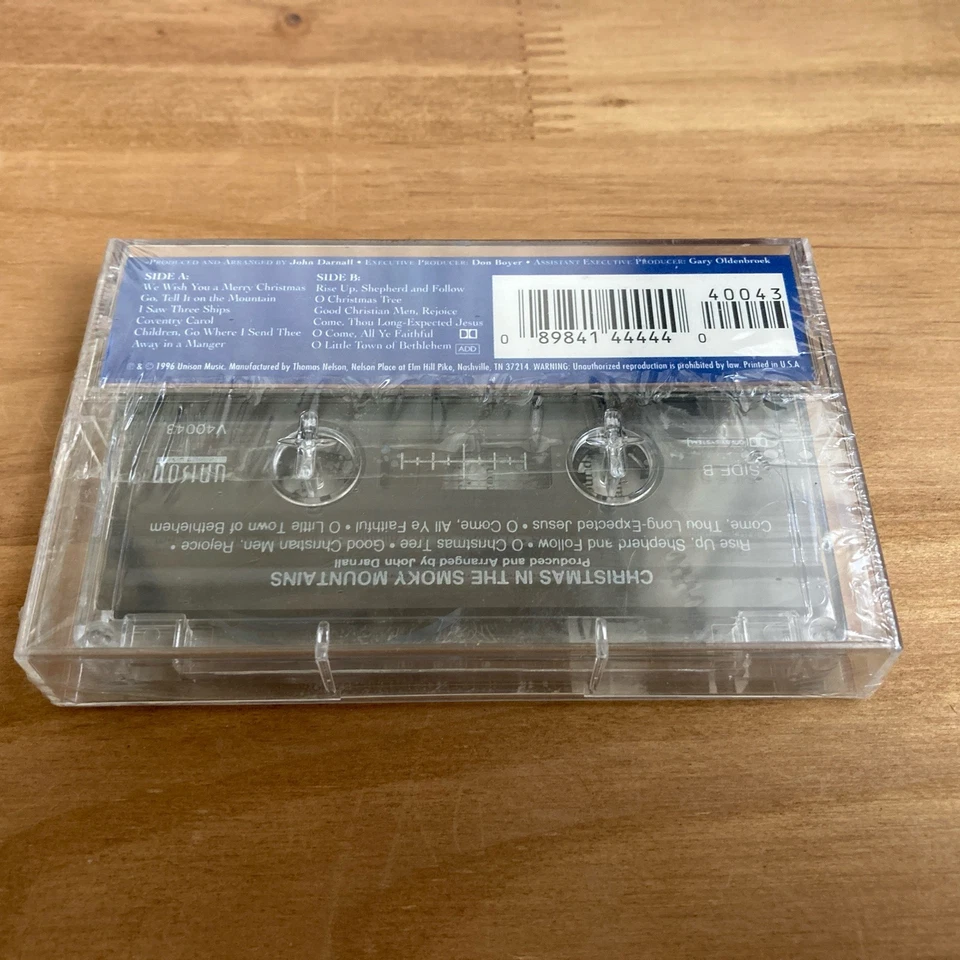 PRODUCED AND ARRANGED BY John Darnall • EXECUTIVE PRODUCER: Don Boyer • ASSISTANT EXECUTIVE PRODUCER: Gary Oldenbroek
SIDE A:
We Wish You a Merry Christmas
Go, Tell It on the Mountain
I Saw Three Ships
Coventry Carol
Children, Go Where I Send Thee
Away in a Manger
SIDE B:
Rise Up, Shepherd and Follow
O Christmas Tree
Good Christian Men, Rejoice
Come, Thou Long-Expected Jesus
O Come, All Ye Faithful
O Little Town of Bethlehem
ADD
40043
0 89841 44444 0
℗ & © 1996 Unison Music. Manufactured by Thomas Nelson, Nelson Place at Elm Hill Pike, Nashville, TN 37214. WARNING: Unauthorized reproduction is prohibited by law. Printed in U.S.A
CHRISTMAS IN THE SMOKY MOUNTAINS
Produced and Arranged by John Darnall
Rise Up, Shepherd and Follow • O Christmas Tree • Good Christian Men, Rejoice •
Come, Thou Long-Expected Jesus • O Come, All Ye Faithful • O Little Town of Bethlehem
SIDE B
UNISON
V40043